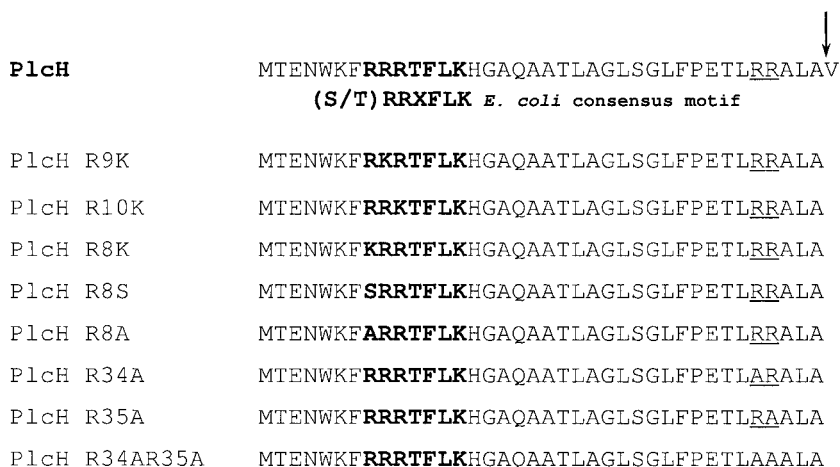 PlcH MTENWKFRRRTFLKHGAQAATLAGLSGLFPETLRRALAV
(S/T)RRXFLK E. coli consensus motif
PlcH R9K MTENWKFRKRTFLKHGAQAATLAGLSGLFPETLRRALA
PlcH R10K MTENWKFRRKTFLKHGAQAATLAGLSGLFPETLRRALA
PlcH R8K MTENWKFKRRTFLKHGAQAATLAGLSGLFPETLRRALA
PlcH R8S MTENWKFSRRTFLKHGAQAATLAGLSGLFPETLRRALA
PlcH R8A MTENWKFARRTFLKHGAQAATLAGLSGLFPETLRRALA
PlcH R34A MTENWKFRRRTFLKHGAQAATLAGLSGLFPETLARALA
PlcH R35A MTENWKFRRRTFLKHGAQAATLAGLSGLFPETLRAALA
PlcH R34AR35A MTENWKFRRRTFLKHGAQAATLAGLSGLFPETLAAALA